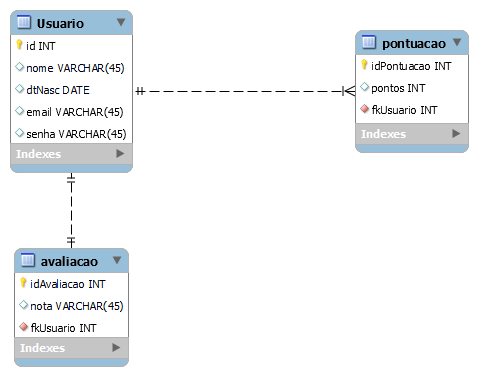 Usuario
id INT
nome VARCHAR(45)
dtNasc DATE
email VARCHAR(45)
senha VARCHAR(45)
Indexes
pontuacao
idPontuacao INT
pontos INT
fkUsuario INT
Indexes
avaliacao
idAvaliacao INT
nota VARCHAR(45)
fkUsuario INT
Indexes